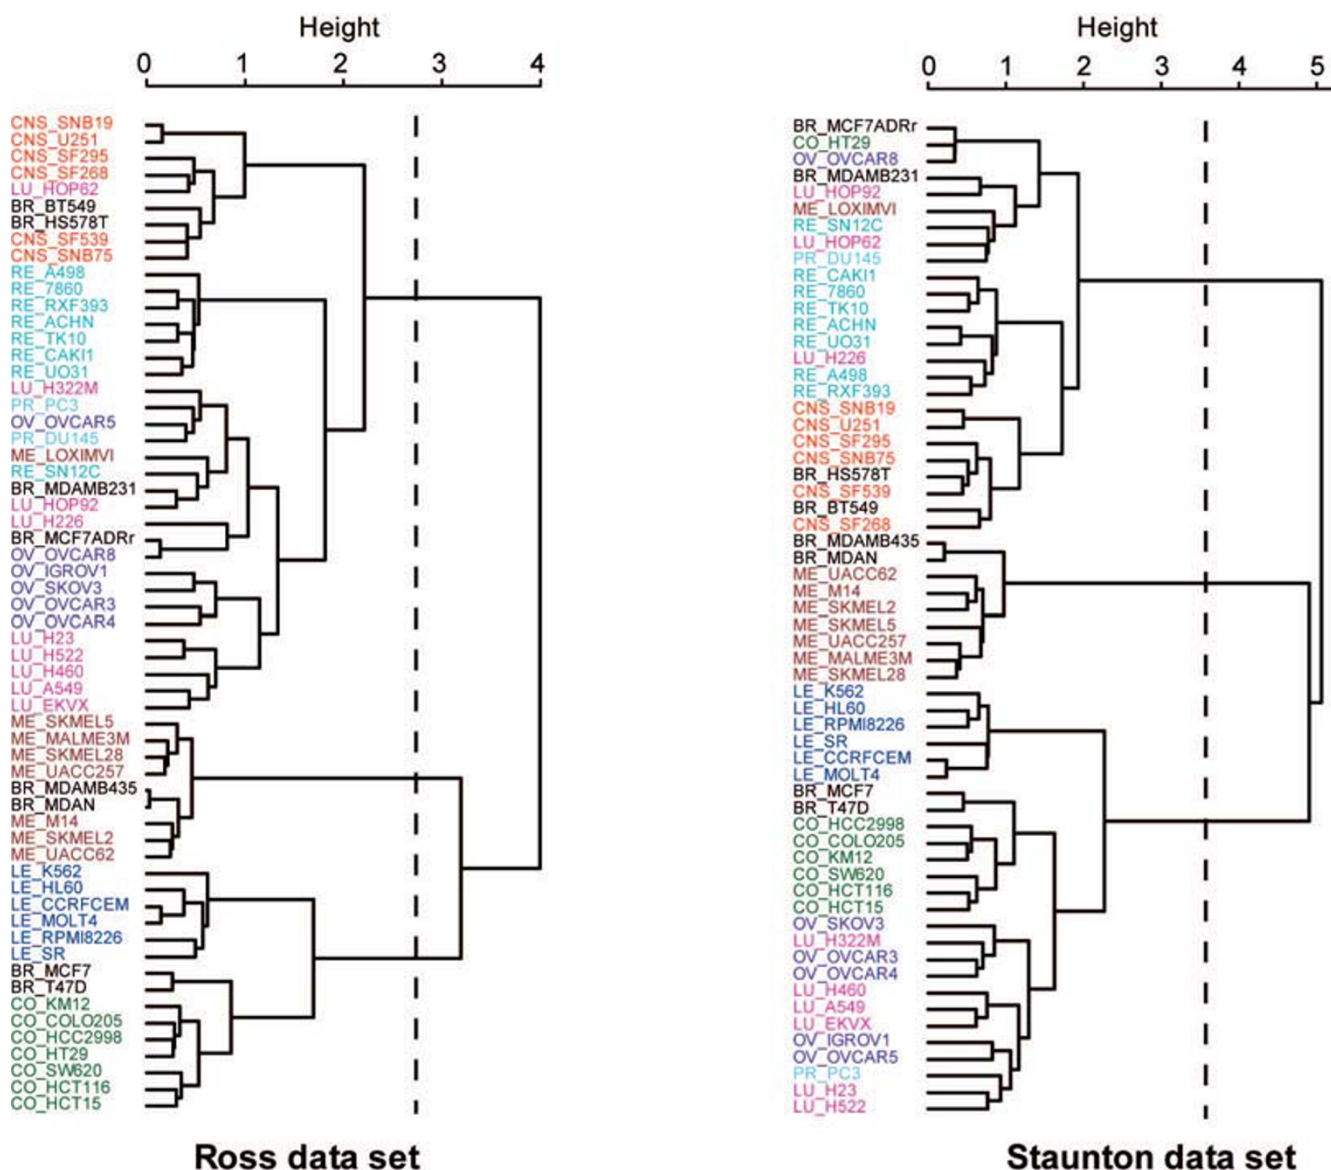 Height
0 1 2 3 4
CNS_SNB19
CNS_U251
CNS_SF295
CNS_SF268
LU_HOP62
BR_BT549
BR_HS578T
CNS_SF539
CNS_SNB75
RE_A498
RE_7860
RE_RXF393
RE_ACHN
RE_TK10
RE_CAKI1
RE_UO31
LU_H322M
PR_PC3
OV_OVCAR5
PR_DU145
ME_LOXIMVI
RE_SN12C
BR_MDAMB231
LU_HOP92
LU_H226
BR_MCF7ADRr
OV_OVCAR8
OV_IGROV1
OV_SKOV3
OV_OVCAR3
OV_OVCAR4
LU_H23
LU_H522
LU_H460
LU_A549
LU_EKVX
ME_SKMEL5
ME_MALME3M
ME_SKMEL28
ME_UACC257
BR_MDAMB435
BR_MDAN
ME_M14
ME_SKMEL2
ME_UACC62
LE_K562
LE_HL60
LE_CCRFCEM
LE_MOLT4
LE_RPMI8226
LE_SR
BR_MCF7
BR_T47D
CO_KM12
CO_COLO205
CO_HCC2998
CO_HT29
CO_SW620
CO_HCT116
CO_HCT15
Ross data set
Height
0 1 2 3 4 5
BR_MCF7ADRr
CO_HT29
OV_OVCAR8
BR_MDAMB231
LU_HOP92
ME_LOXIMVI
RE_SN12C
LU_HOP62
PR_DU145
RE_CAKI1
RE_7860
RE_TK10
RE_ACHN
RE_UO31
LU_H226
RE_A498
RE_RXF393
CNS_SNB19
CNS_U251
CNS_SF295
CNS_SNB75
BR_HS578T
CNS_SF539
BR_BT549
CNS_SF268
BR_MDAMB435
BR_MDAN
ME_UACC62
ME_M14
ME_SKMEL2
ME_SKMEL5
ME_UACC257
ME_MALME3M
ME_SKMEL28
LE_K562
LE_HL60
LE_RPMI8226
LE_SR
LE_CCRFCEM
LE_MOLT4
BR_MCF7
BR_T47D
CO_HCC2998
CO_COLO205
CO_KM12
CO_SW620
CO_HCT116
CO_HCT15
OV_SKOV3
LU_H322M
OV_OVCAR3
OV_OVCAR4
LU_H460
LU_A549
LU_EKVX
OV_IGROV1
OV_OVCAR5
PR_PC3
LU_H23
LU_H522
Staunton data set